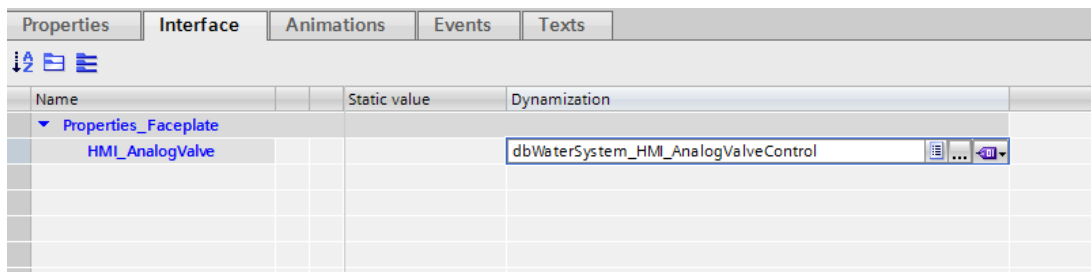 Properties Interface Animations Events Texts
Name Static value Dynamization
Properties_Faceplate
HMI_AnalogValve dbWaterSystem_HMI_AnalogValveControl ...